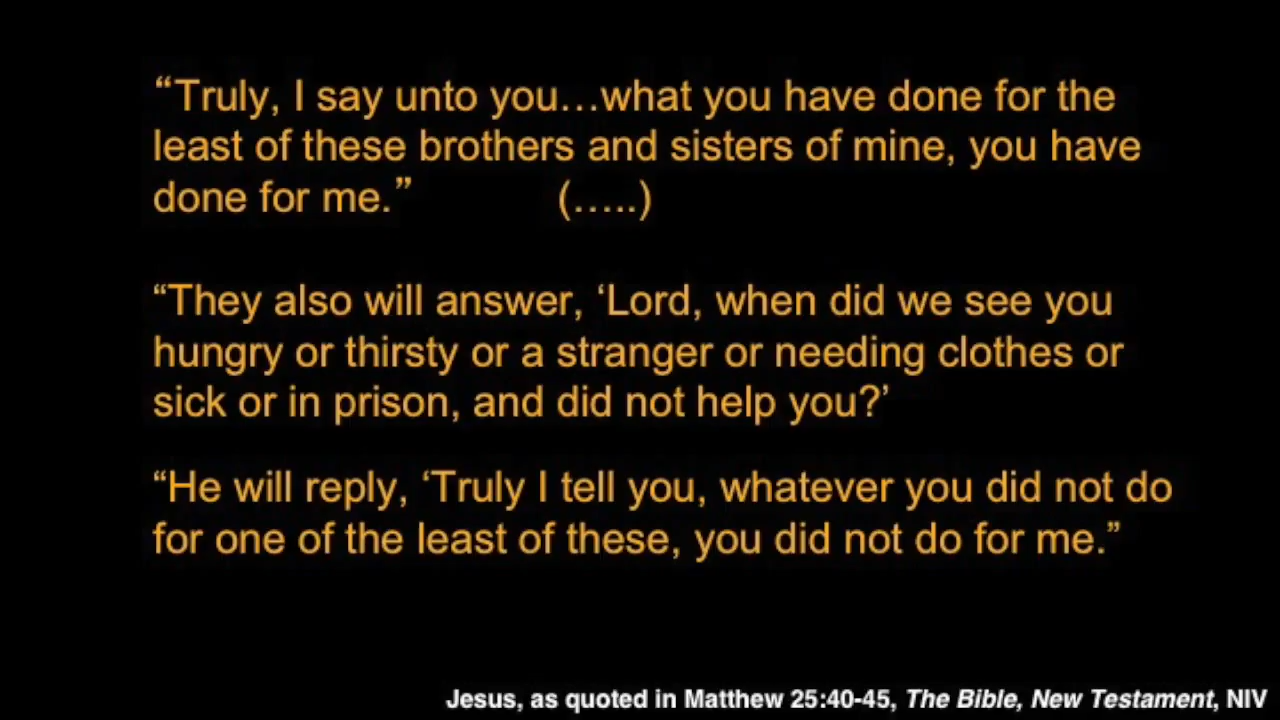 “Truly, I say unto you…what you have done for the
least of these brothers and sisters of mine, you have
done for me.” (…..)
“They also will answer, ‘Lord, when did we see you
hungry or thirsty or a stranger or needing clothes or
sick or in prison, and did not help you?’
“He will reply, ‘Truly I tell you, whatever you did not do
for one of the least of these, you did not do for me.”
Jesus, as quoted in Matthew 25:40-45, The Bible, New Testament, NIV